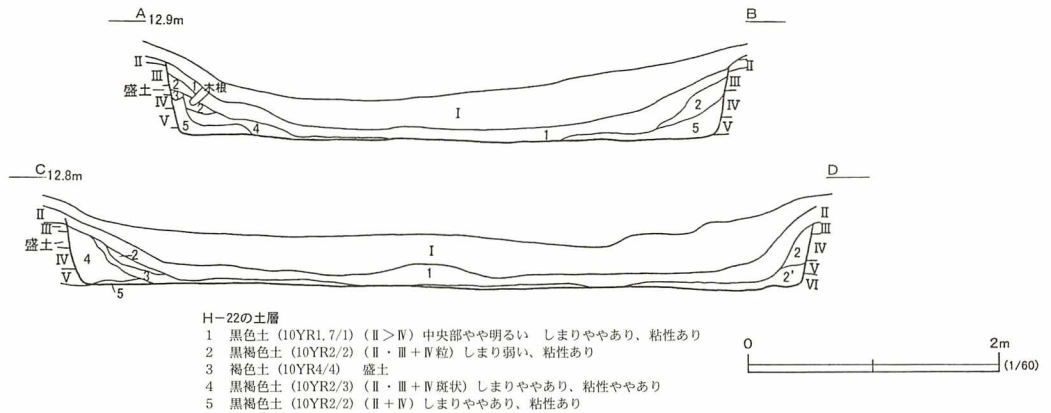 A 12.9m B
Ⅱ Ⅱ
Ⅲ 2 1 木根 Ⅲ
盛土 3 2 Ⅰ 2 Ⅳ
Ⅳ
Ⅴ 5 4 1 5 Ⅴ
C 12.8m D
Ⅱ Ⅱ
Ⅲ Ⅲ
盛土 2 Ⅰ 2 Ⅳ
Ⅳ 4 1 Ⅴ
Ⅴ 3 2' Ⅵ
5
H-22の土層
1 黒色土 (10YR1.7/1) (Ⅱ>Ⅳ) 中央部やや明るい しまりややあり、粘性あり
2 黒褐色土 (10YR2/2) (Ⅱ・Ⅲ+Ⅳ粒) しまり弱い、粘性あり
3 褐色土 (10YR4/4) 盛土
4 黒褐色土 (10YR2/3) (Ⅱ・Ⅲ+Ⅳ斑状) しまりややあり、粘性ややあり
5 黒褐色土 (10YR2/2) (Ⅱ+Ⅳ) しまりややあり、粘性あり
0 2m
(1/60)